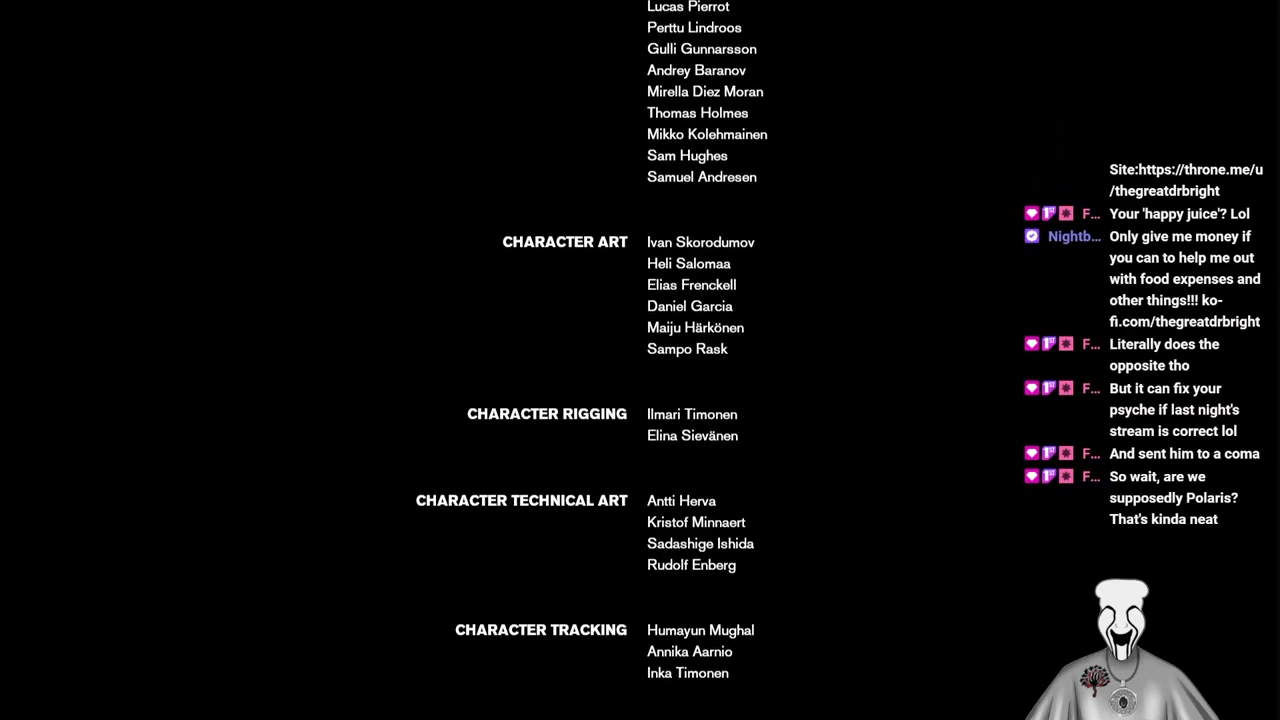 Lucas Pierrot
Perttu Lindroos
Gulli Gunnarsson
Andrey Baranov
Mirella Diez Moran
Thomas Holmes
Mikko Kolehmainen
Sam Hughes
Samuel Andresen
CHARACTER ART Ivan Skorodumov
Heli Salomaa
Elias Frenckell
Daniel Garcia
Maiju Härkönen
Sampo Rask
CHARACTER RIGGING Ilmari Timonen
Elina Sievänen
CHARACTER TECHNICAL ART Antti Herva
Kristof Minnaert
Sadashige Ishida
Rudolf Enberg
CHARACTER TRACKING Humayun Mughal
Annika Aarnio
Inka Timonen
Site:https://throne.me/u
/thegreatdrbright
F... Your 'happy juice'? Lol
Nightb... Only give me money if
you can to help me out
with food expenses and
other things!!! ko-
fi.com/thegreatdrbright
F... Literally does the
opposite tho
F... But it can fix your
psyche if last night's
stream is correct lol
F... And sent him to a coma
F... So wait, are we
supposedly Polaris?
That's kinda neat